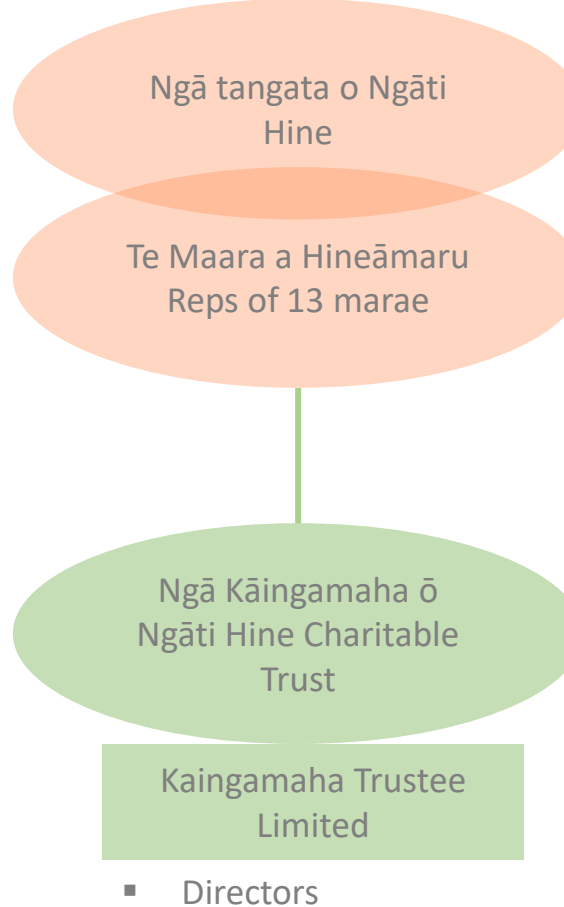 Ngā tangata o Ngāti
Hine
Te Maara a Hineāmaru
Reps of 13 marae
Ngā Kāingamaha ō
Ngāti Hine Charitable
Trust
Kaingamaha Trustee
Limited
▪ Directors